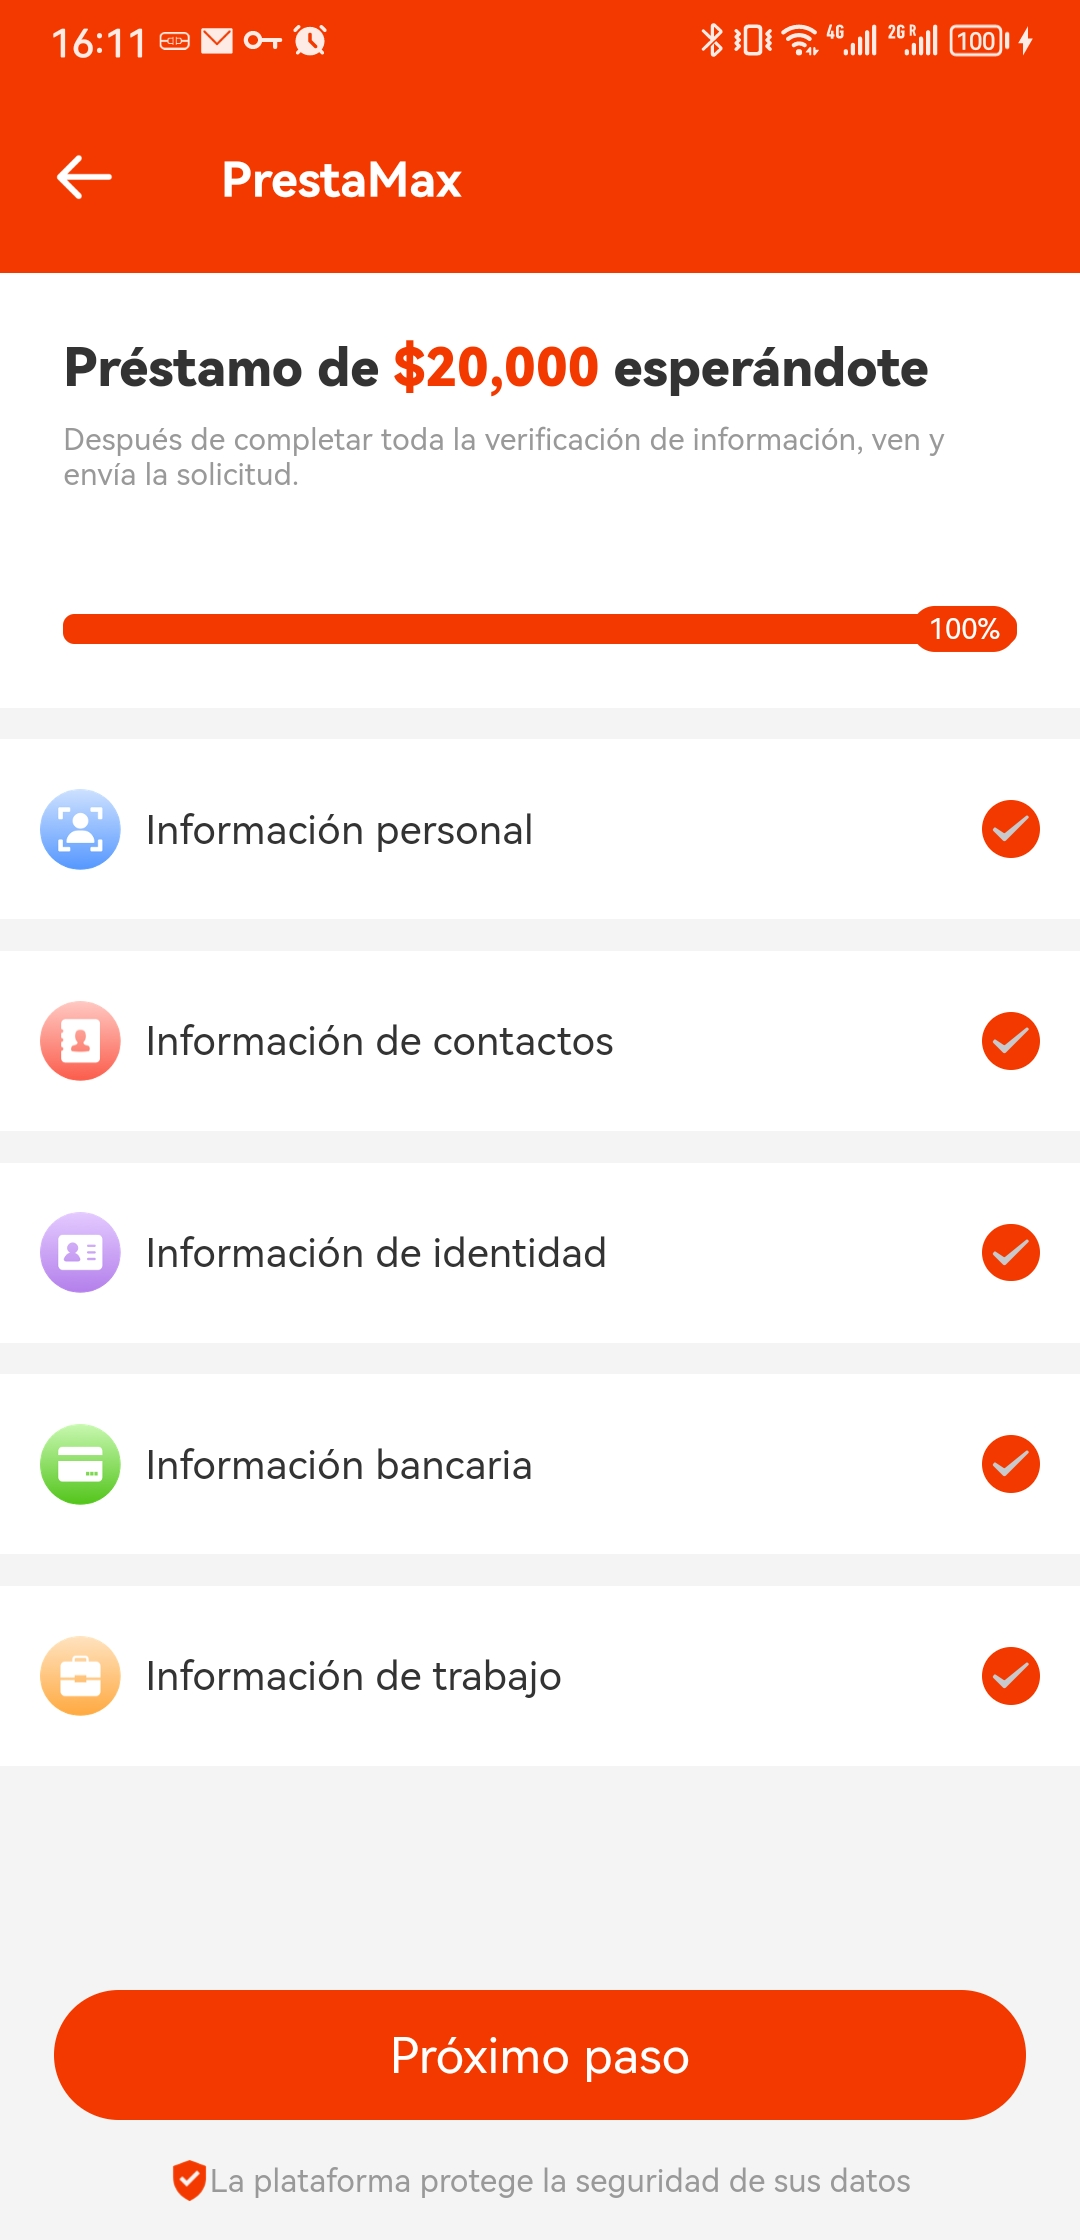 16:11
4G 2G R 100
PrestaMax
Préstamo de $20,000 esperándote
Después de completar toda la verificación de información, ven y
envía la solicitud.
100%
Información personal
Información de contactos
Información de identidad
Información bancaria
Información de trabajo
Próximo paso
La plataforma protege la seguridad de sus datos